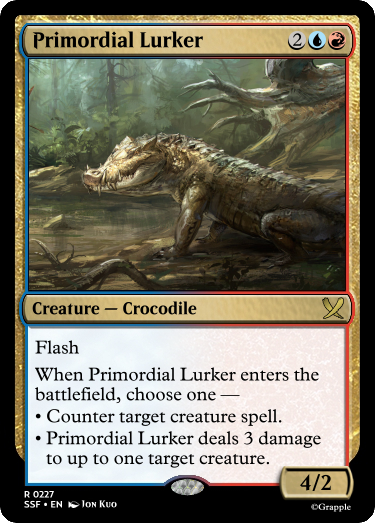 Primordial Lurker 2
Creature — Crocodile
Flash
When Primordial Lurker enters the
battlefield, choose one —
• Counter target creature spell.
• Primordial Lurker deals 3 damage
to up to one target creature.
4/2
R 0227
SSF • EN Jon Kuo
©Grapple